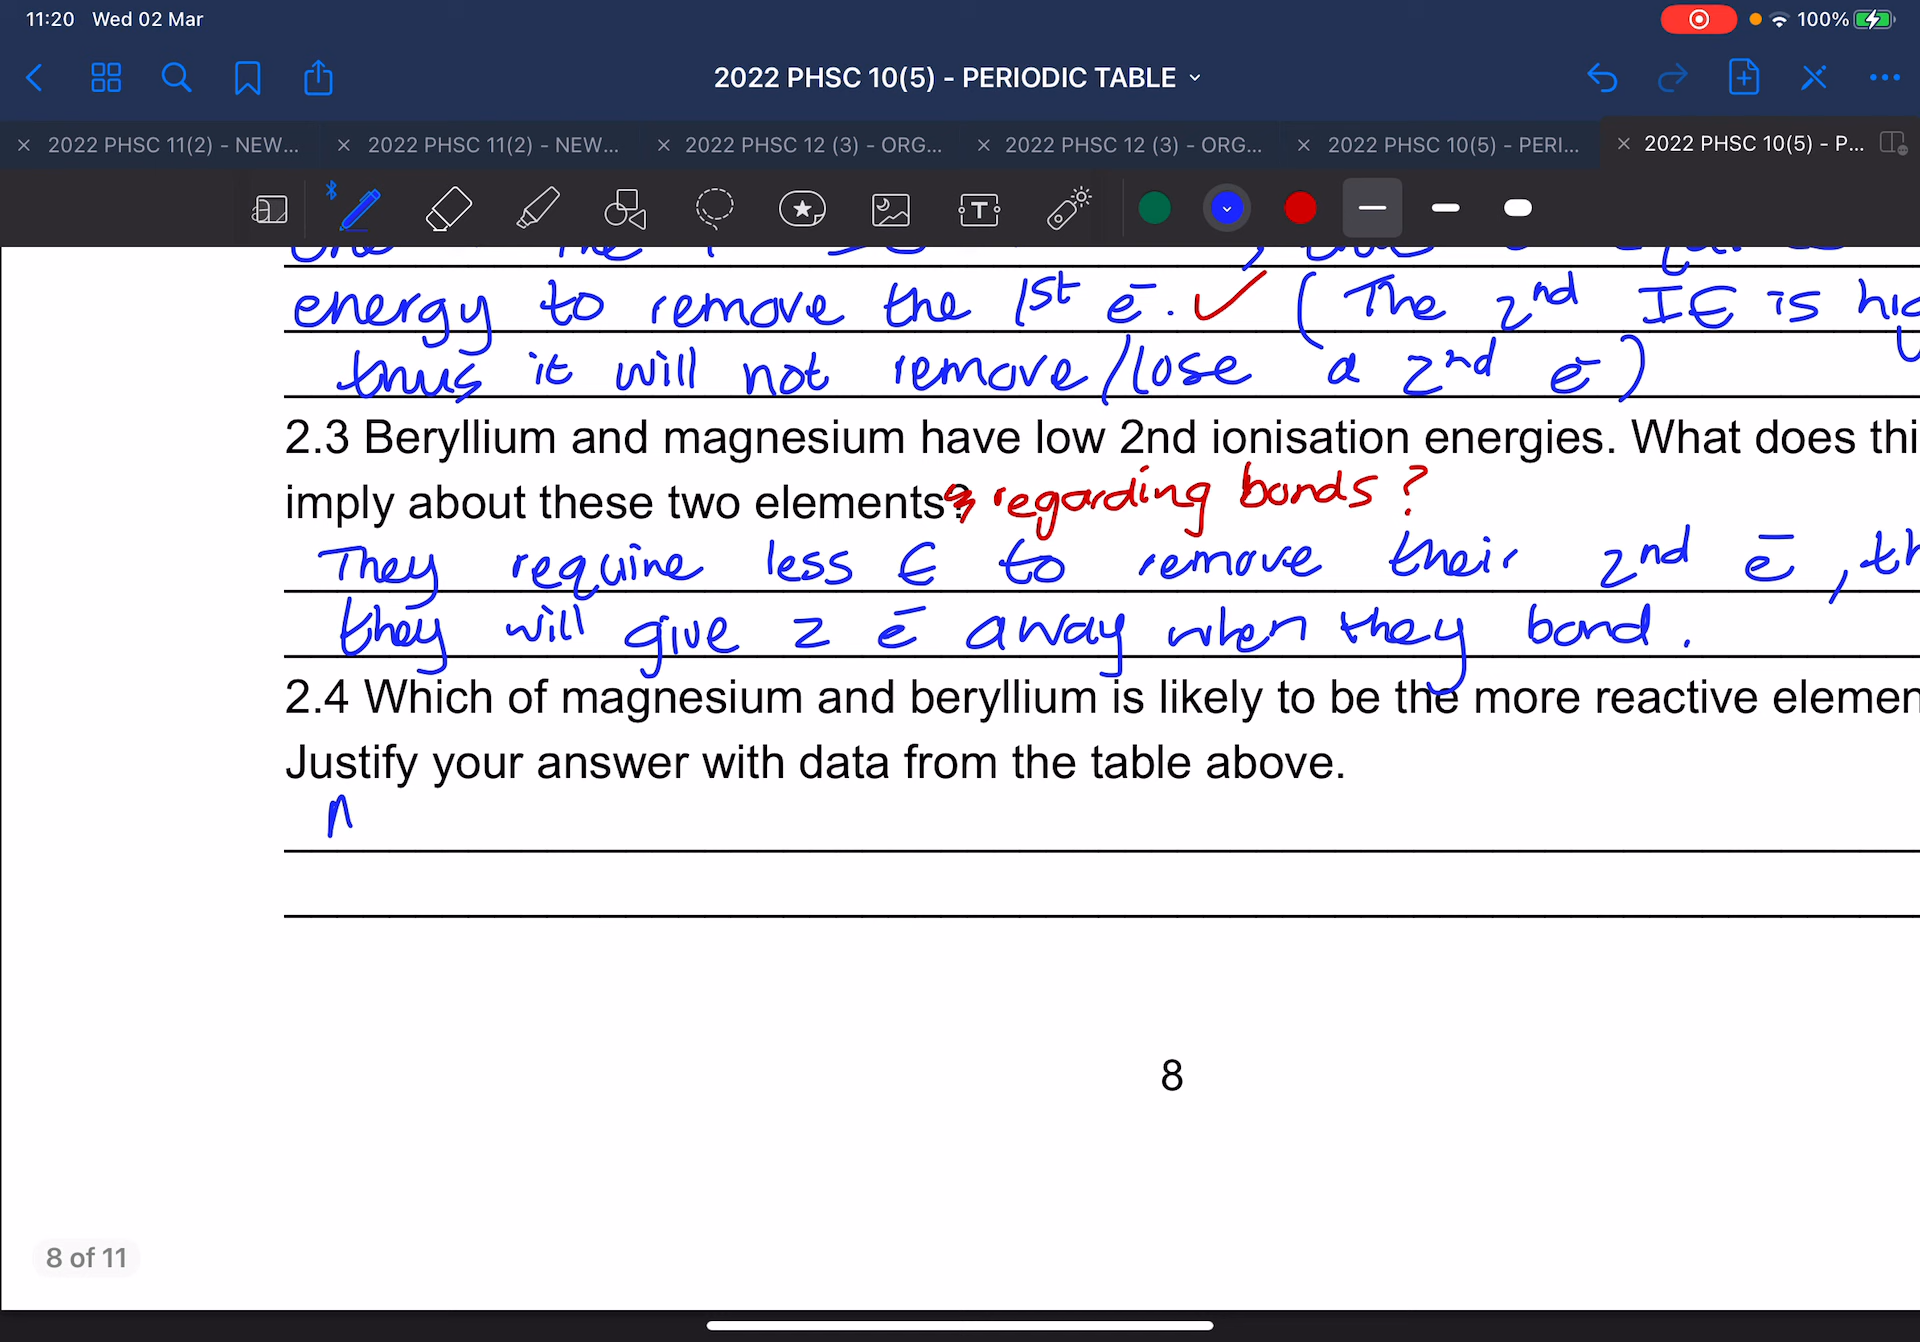 11:20 Wed 02 Mar 100%
2022 PHSC 10(5) - PERIODIC TABLE
2022 PHSC 11(2) - NEW... 2022 PHSC 11(2) - NEW... 2022 PHSC 12 (3) - ORG... 2022 PHSC 12 (3) - ORG... 2022 PHSC 10(5) - PERI... 2022 PHSC 10(5) - P...
energy to remove the 1st e⁻. ✓ (The 2nd IE is hig
thus it will not remove/lose a 2nd e⁻)
2.3 Beryllium and magnesium have low 2nd ionisation energies. What does thi
imply about these two elements? regarding bonds?
They require less E to remove their 2nd e⁻, th
they will give 2 e⁻ away when they bond.
2.4 Which of magnesium and beryllium is likely to be the more reactive elemen
Justify your answer with data from the table above.
8
8 of 11